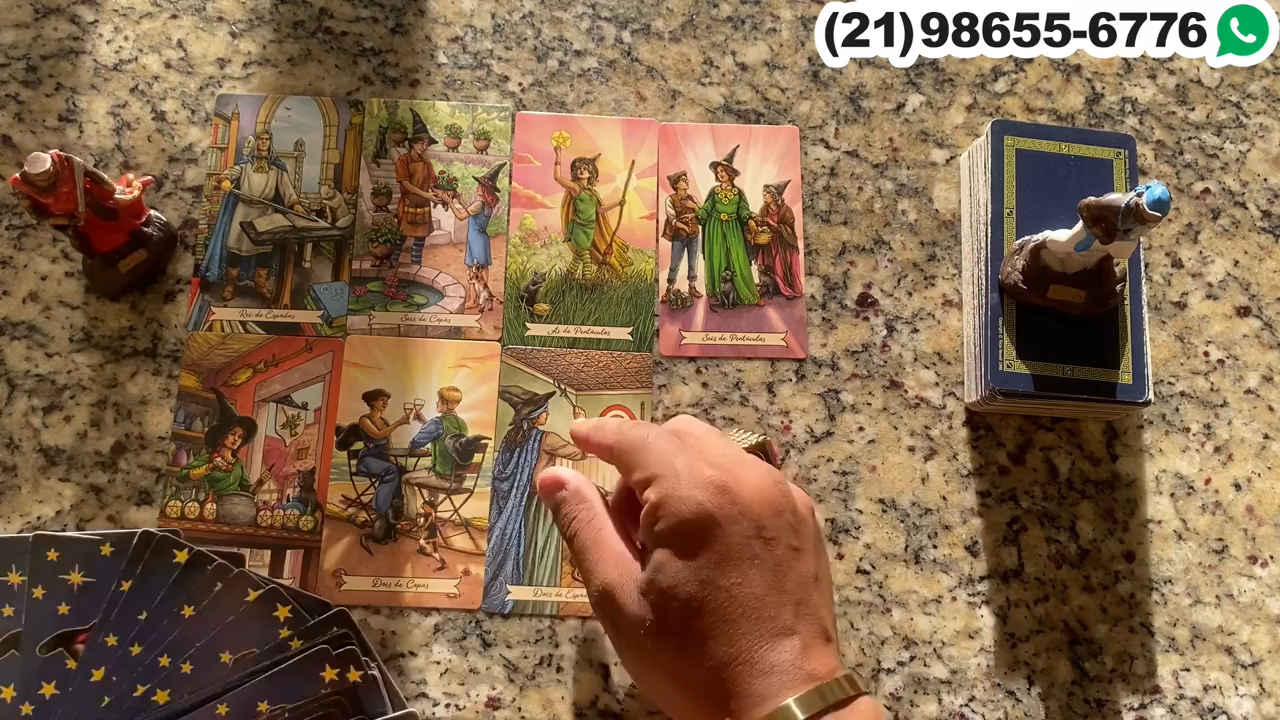 (21)98655-6776
Rei de Espadas
Seis de Copas
Ás de Pentáculos
Seis de Pentáculos
Dois de Copas
Dois de